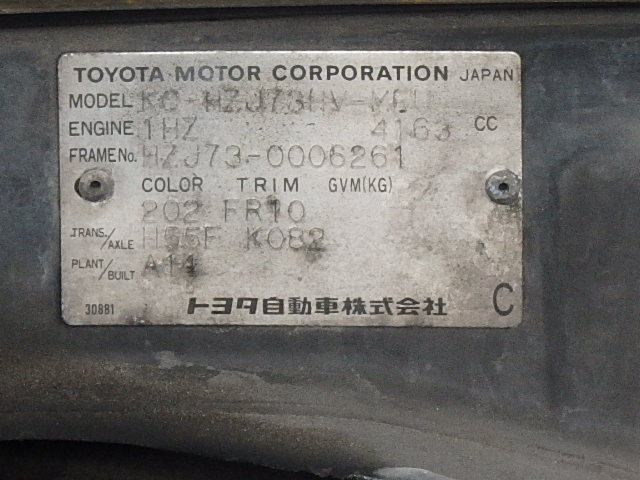 TOYOTA MOTOR CORPORATION JAPAN
MODEL KC-HZJ73HV-MEU
ENGINE 1HZ 4163 CC
FRAME No. HZJ73-0006261
COLOR TRIM GVM(KG)
202 FR10
TRANS./AXLE H55F K082
PLANT/BUILT A11
30881 トヨタ自動車株式会社 C